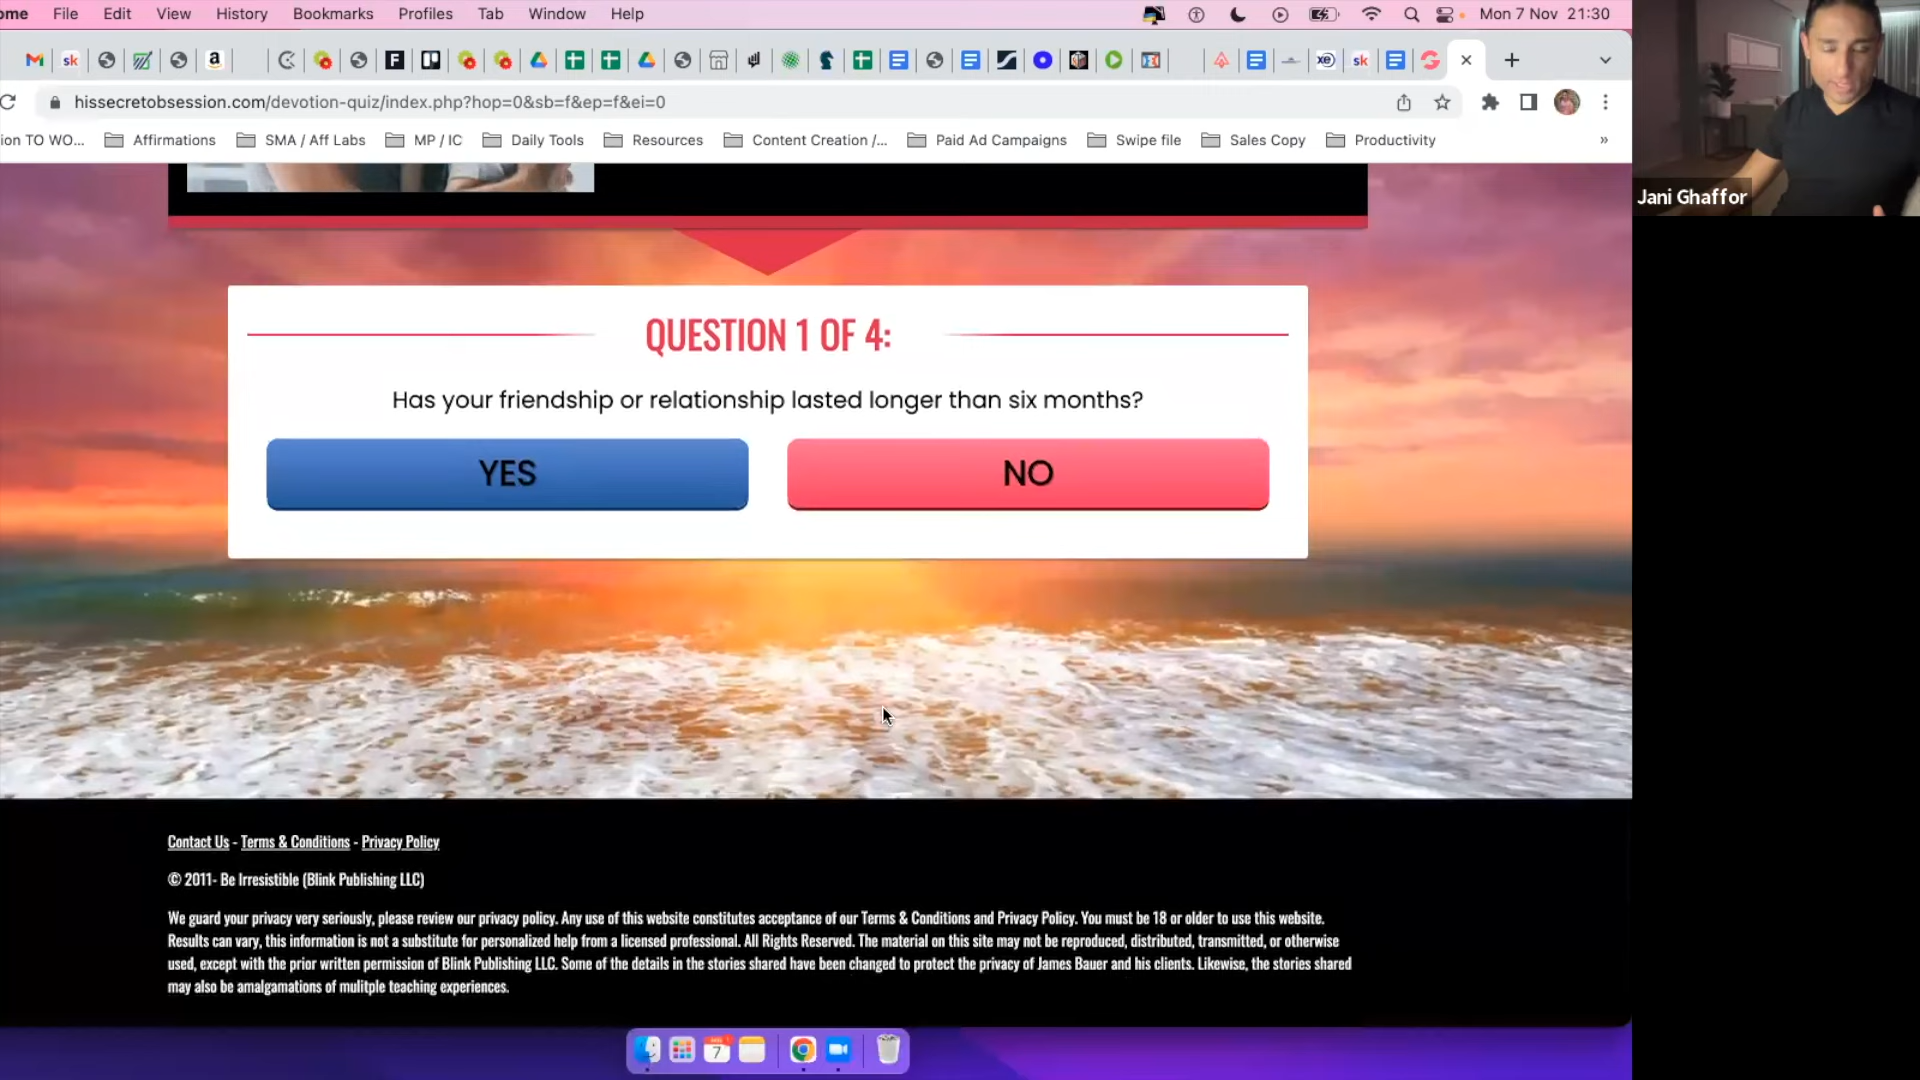 ome File Edit View History Bookmarks Profiles Tab Window Help Mon 7 Nov 21:30
hissecretobsession.com/devotion-quiz/index.php?hop=0&sb=f&ep=f&ei=0
ion TO WO... Affirmations SMA / Aff Labs MP / IC Daily Tools Resources Content Creation /... Paid Ad Campaigns Swipe file Sales Copy Productivity »
Jani Ghaffor
QUESTION 1 OF 4:
Has your friendship or relationship lasted longer than six months?
YES NO
Contact Us - Terms & Conditions - Privacy Policy
© 2011- Be Irresistible (Blink Publishing LLC)
We guard your privacy very seriously, please review our privacy policy. Any use of this website constitutes acceptance of our Terms & Conditions and Privacy Policy. You must be 18 or older to use this website.
Results can vary, this information is not a substitute for personalized help from a licensed professional. All Rights Reserved. The material on this site may not be reproduced, distributed, transmitted, or otherwise
used, except with the prior written permission of Blink Publishing LLC. Some of the details in the stories shared have been changed to protect the privacy of James Bauer and his clients. Likewise, the stories shared
may also be amalgamations of mulitple teaching experiences.
7